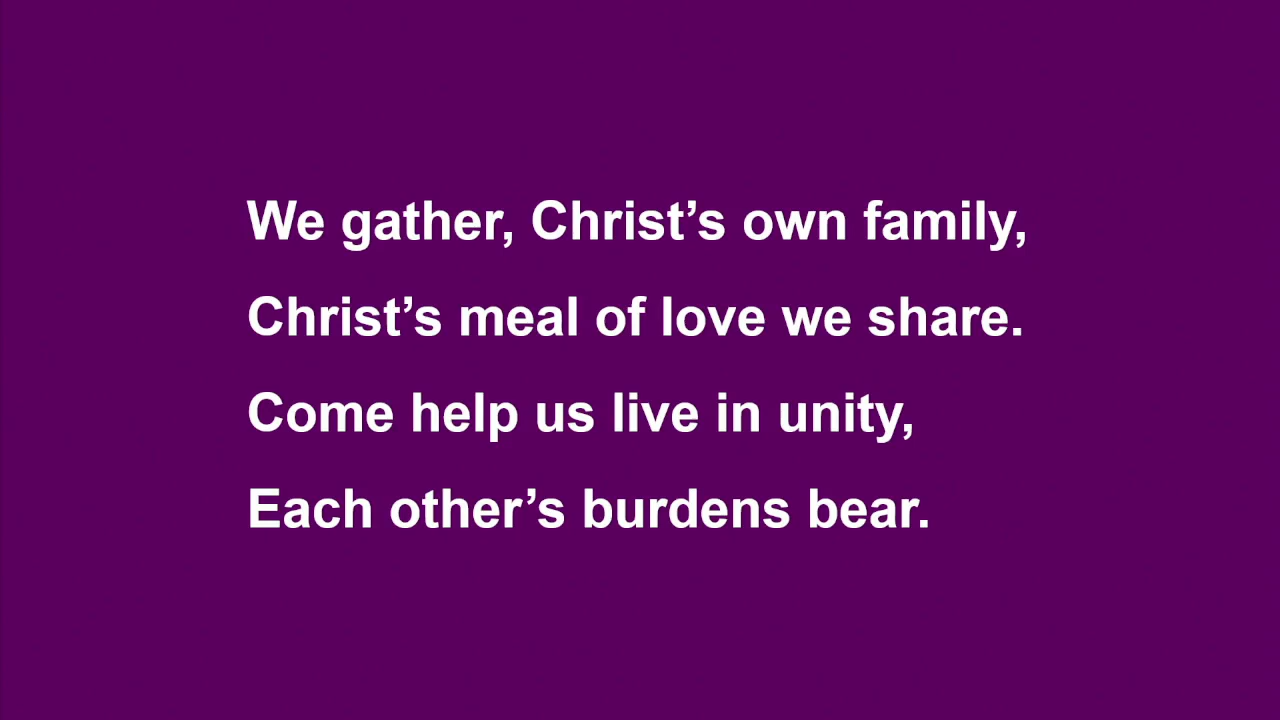 We gather, Christ’s own family,
Christ’s meal of love we share.
Come help us live in unity,
Each other’s burdens bear.